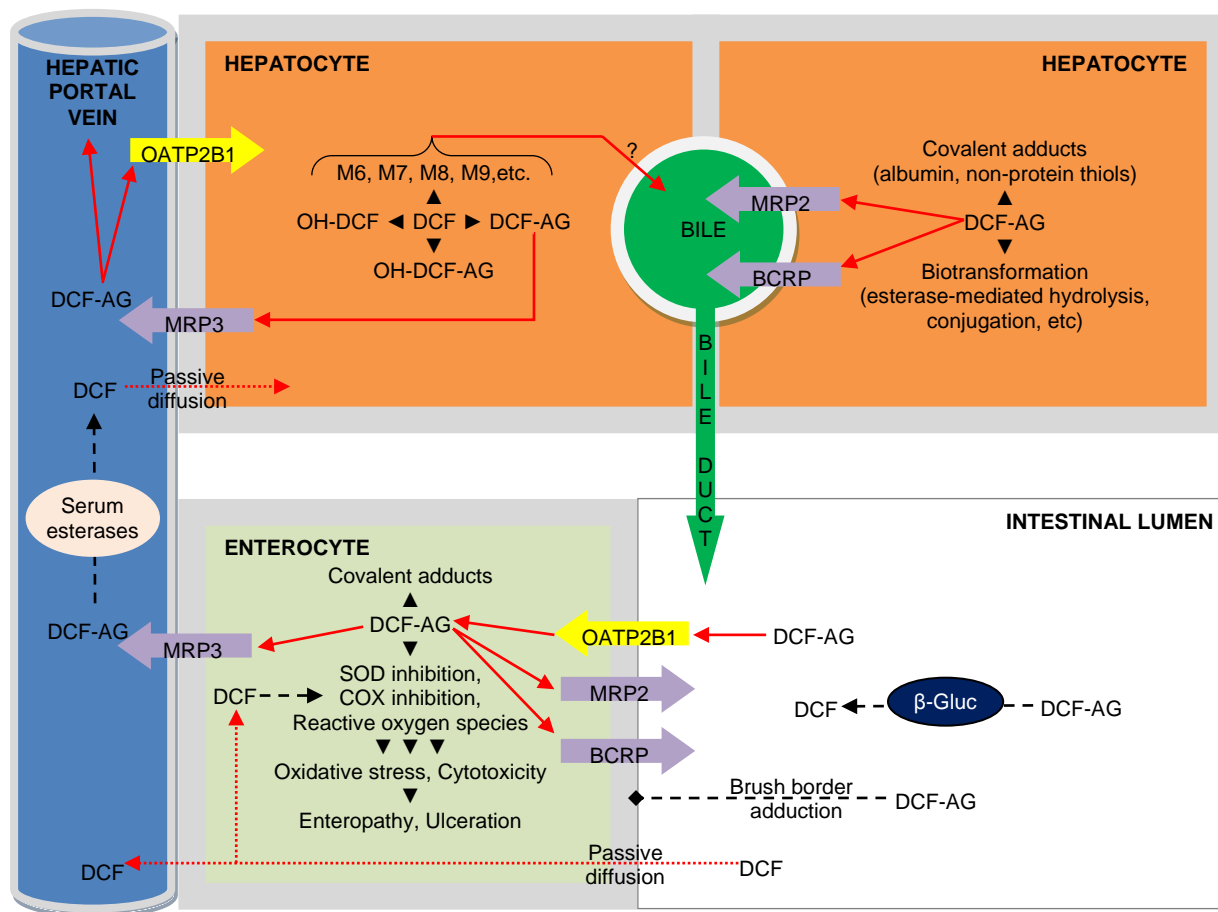 HEPATIC
PORTAL
VEIN
OATP2B1
DCF-AG
MRP3
DCF
Passive
diffusion
Serum
esterases
DCF-AG
MRP3
DCF
HEPATOCYTE
M6, M7, M8, M9,etc.
OH-DCF ◄ DCF ► DCF-AG
OH-DCF-AG
?
BILE
HEPATOCYTE
Covalent adducts
(albumin, non-protein thiols)
MRP2
DCF-AG
BCRP
Biotransformation
(esterase-mediated hydrolysis,
conjugation, etc)
BILE DUCT
ENTEROCYTE
Covalent adducts
DCF-AG
SOD inhibition,
COX inhibition,
Reactive oxygen species
DCF
Oxidative stress, Cytotoxicity
Enteropathy, Ulceration
OATP2B1
MRP2
BCRP
INTESTINAL LUMEN
DCF-AG
DCF
β-Gluc
DCF-AG
Brush border
adduction
DCF-AG
Passive
diffusion
DCF